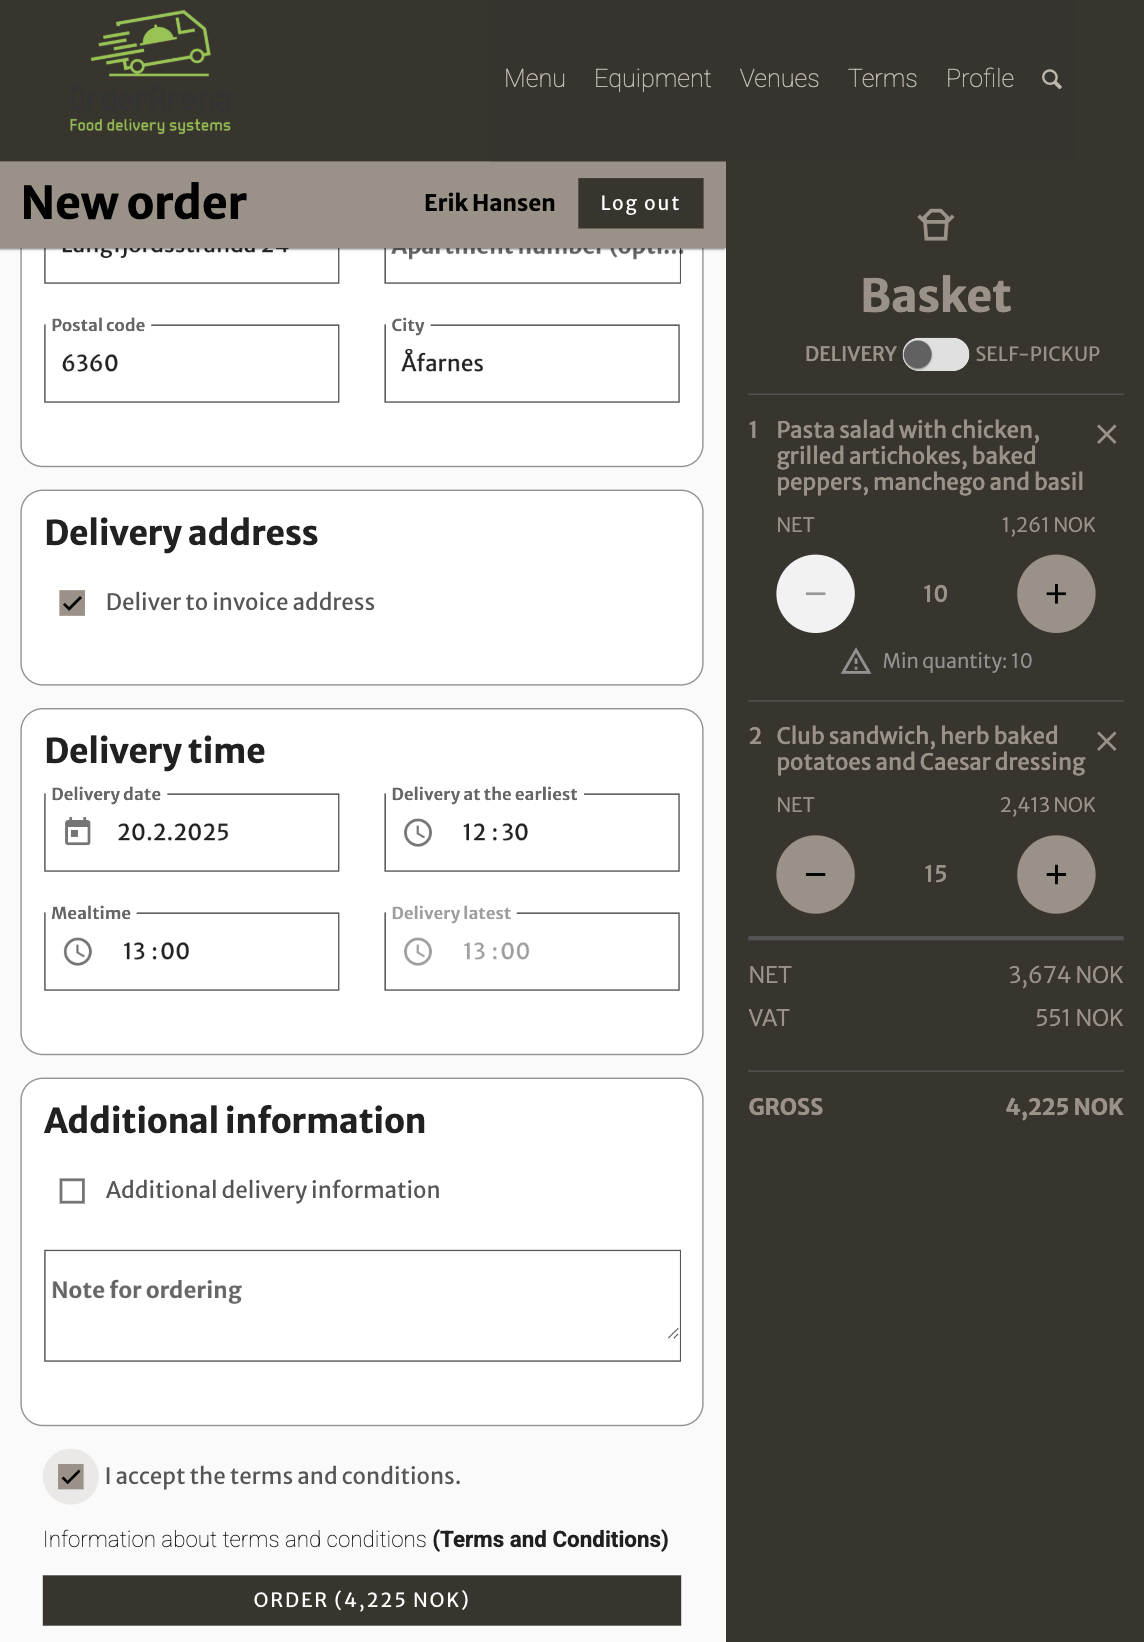 OrderArena
Food delivery systems
Menu Equipment Venues Terms Profile
New order
Erik Hansen
Log out
Langfjordsstranda 24
Apartment number (opti...
Postal code
6360
City
Åfarnes
Delivery address
Deliver to invoice address
Delivery time
Delivery date
20.2.2025
Delivery at the earliest
12 : 30
Mealtime
13 : 00
Delivery latest
13 : 00
Additional information
Additional delivery information
Note for ordering
I accept the terms and conditions.
Information about terms and conditions (Terms and Conditions)
ORDER (4,225 NOK)
Basket
DELIVERY SELF-PICKUP
1 Pasta salad with chicken,
grilled artichokes, baked
peppers, manchego and basil
NET 1,261 NOK
10
Min quantity: 10
2 Club sandwich, herb baked
potatoes and Caesar dressing
NET 2,413 NOK
15
NET 3,674 NOK
VAT 551 NOK
GROSS 4,225 NOK